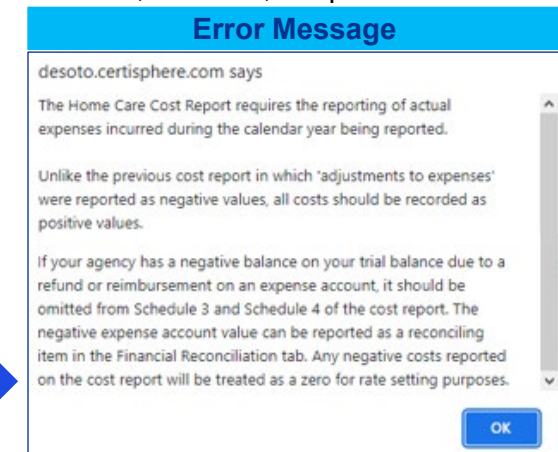 Error Message
desoto.certisphere.com says
The Home Care Cost Report requires the reporting of actual
expenses incurred during the calendar year being reported.
Unlike the previous cost report in which 'adjustments to expenses'
were reported as negative values, all costs should be recorded as
positive values.
If your agency has a negative balance on your trial balance due to a
refund or reimbursement on an expense account, it should be
omitted from Schedule 3 and Schedule 4 of the cost report. The
negative expense account value can be reported as a reconciling
item in the Financial Reconciliation tab. Any negative costs reported
on the cost report will be treated as a zero for rate setting purposes.
OK